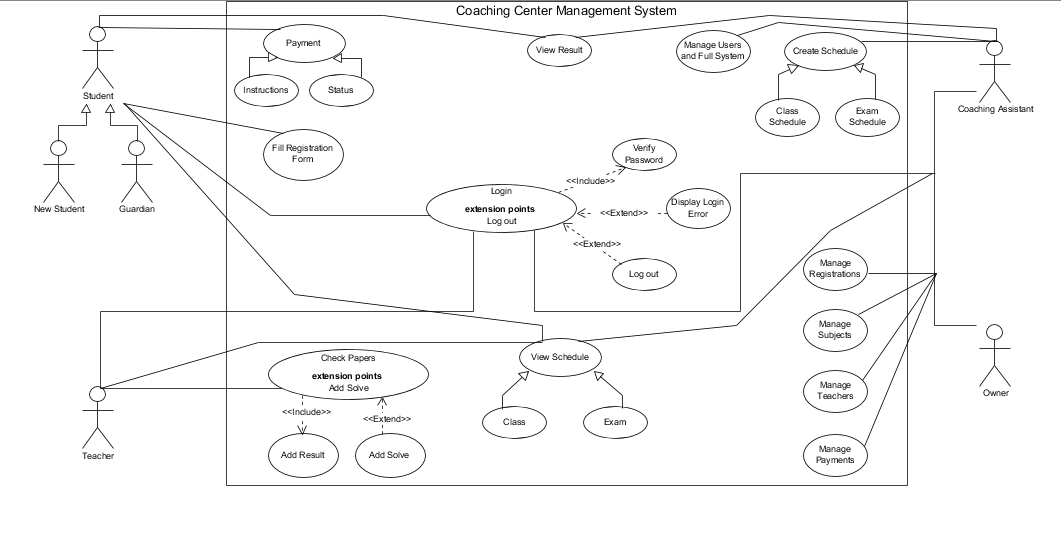 Coaching Center Management System
Payment
View Result
Manage Users
and Full System
Create Schedule
Instructions
Status
Student
Class
Schedule
Exam
Schedule
Coaching Assistant
Fill Registration
Form
Verify
Password
<<Include>>
New Student
Guardian
Login
extension points
Log out
<<Extend>>
Display Login
Error
<<Extend>>
Log out
Manage
Registrations
Manage
Subjects
Check Papers
extension points
Add Solve
View Schedule
Manage
Teachers
Owner
<<Include>>
<<Extend>>
Class
Exam
Teacher
Add Result
Add Solve
Manage
Payments